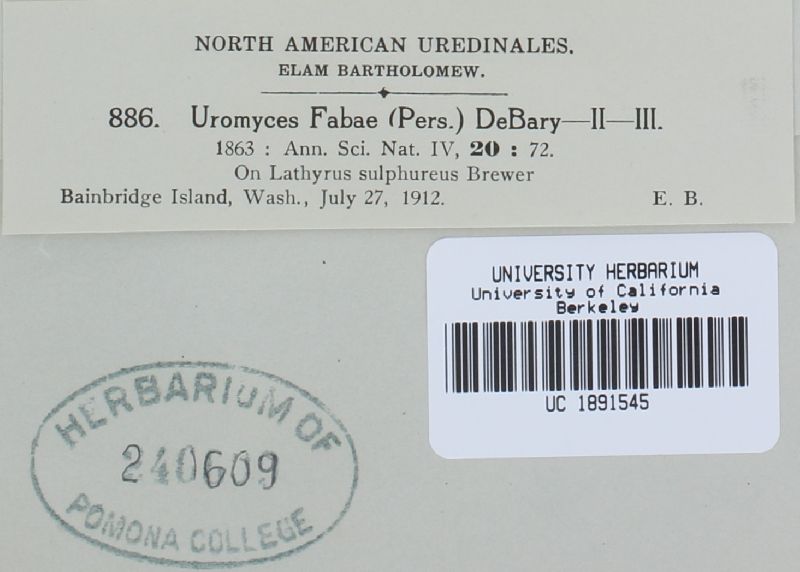 NORTH AMERICAN UREDINALES.
ELAM BARTHOLOMEW.
886. Uromyces Fabae (Pers.) DeBary—II—III.
1863 : Ann. Sci. Nat. IV, 20 : 72.
On Lathyrus sulphureus Brewer
Bainbridge Island, Wash., July 27, 1912. E. B.
UNIVERSITY HERBARIUM
University of California
Berkeley
UC 1891545
HERBARIUM OF
240609
POMONA COLLEGE